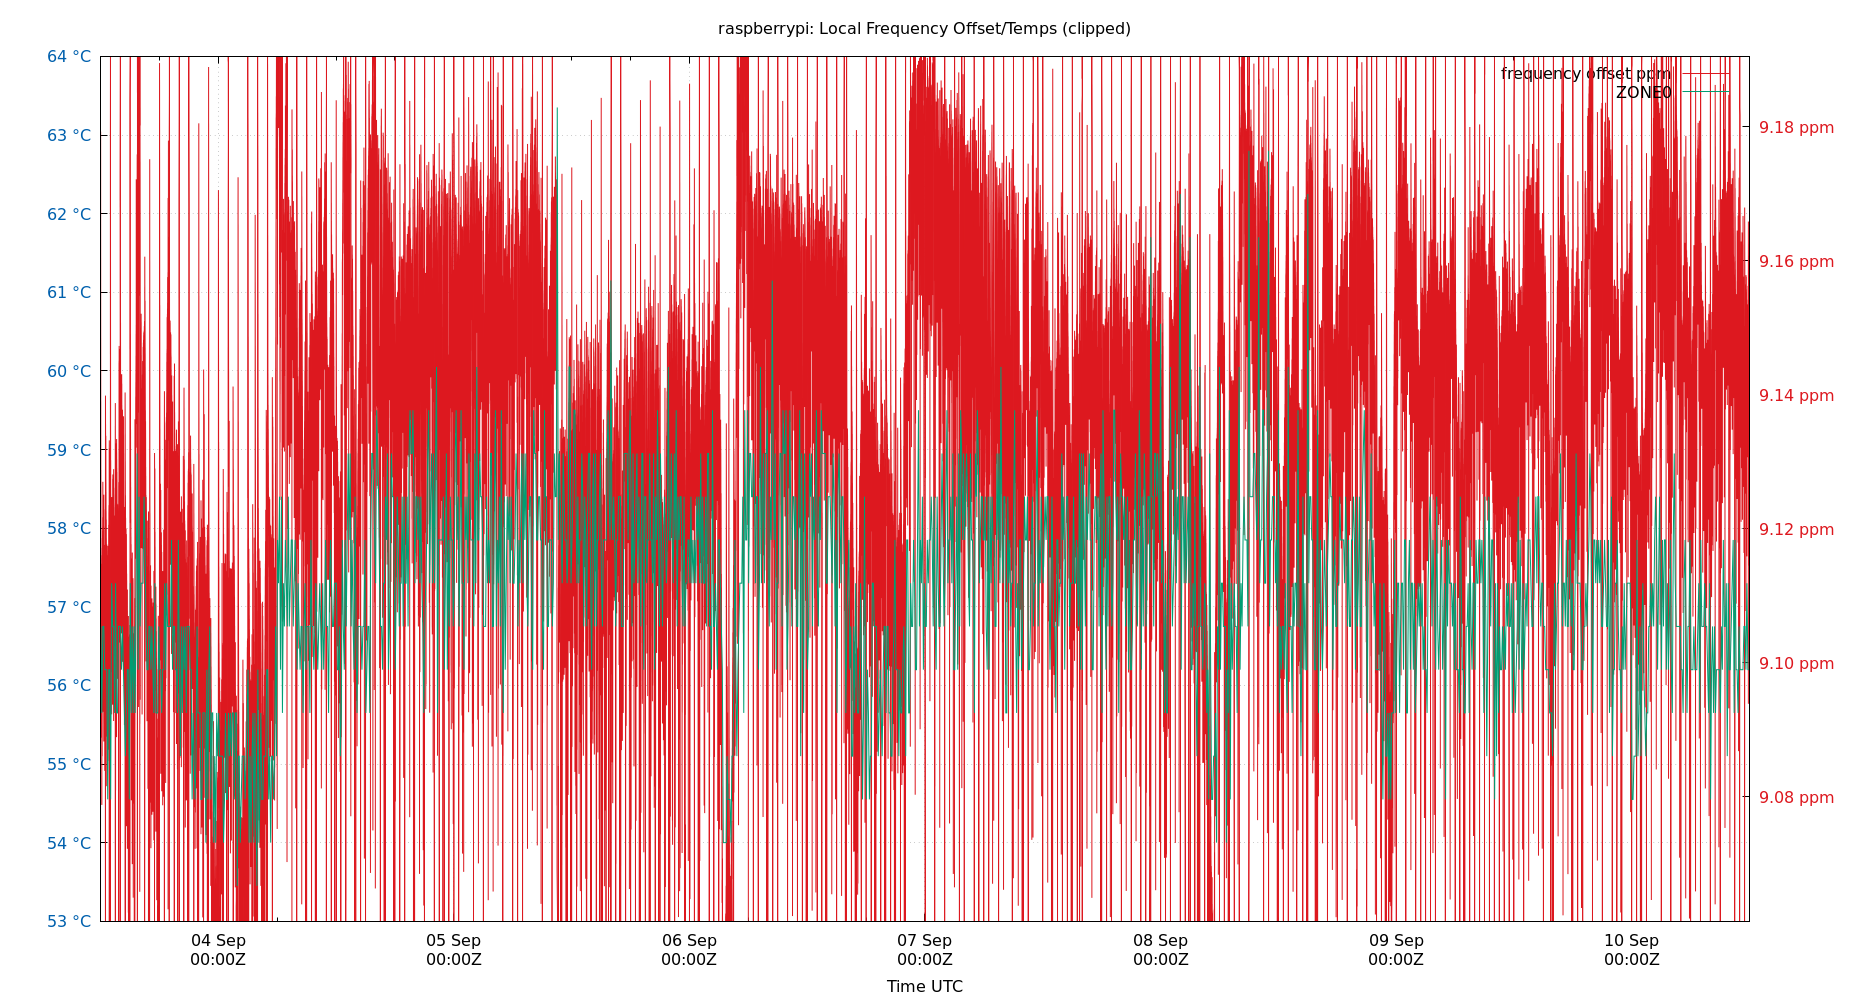 raspberrypi: Local Frequency Offset/Temps (clipped)
frequency offset ppm
ZONE0
64 °C
63 °C
62 °C
61 °C
60 °C
59 °C
58 °C
57 °C
56 °C
55 °C
54 °C
53 °C
9.18 ppm
9.16 ppm
9.14 ppm
9.12 ppm
9.10 ppm
9.08 ppm
04 Sep
00:00Z
05 Sep
00:00Z
06 Sep
00:00Z
07 Sep
00:00Z
08 Sep
00:00Z
09 Sep
00:00Z
10 Sep
00:00Z
Time UTC